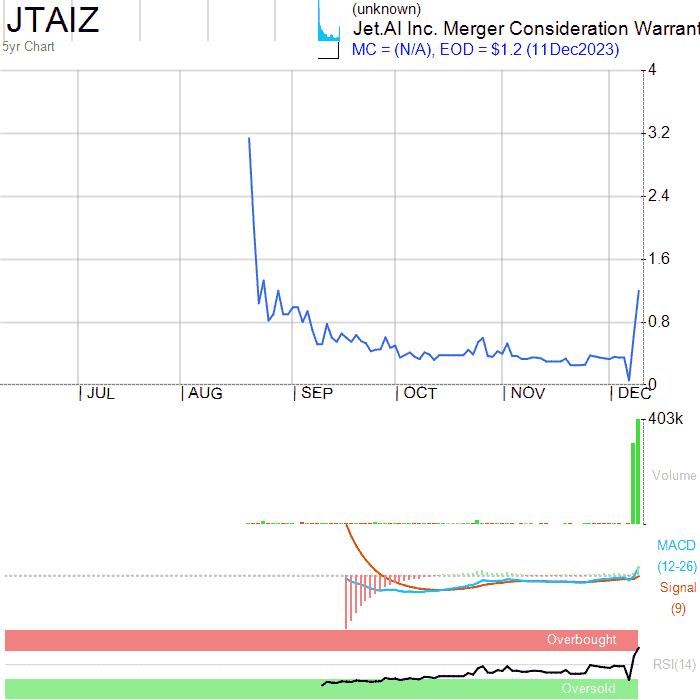 JTAIZ
5yr Chart
(unknown)
Jet.AI Inc. Merger Consideration Warrant
MC = (N/A), EOD = $1.2 (11Dec2023)
4
3.2
2.4
1.6
0.8
0
JUL AUG SEP OCT NOV DEC
403k
Volume
MACD
(12-26)
Signal
(9)
Overbought
RSI(14)
Oversold